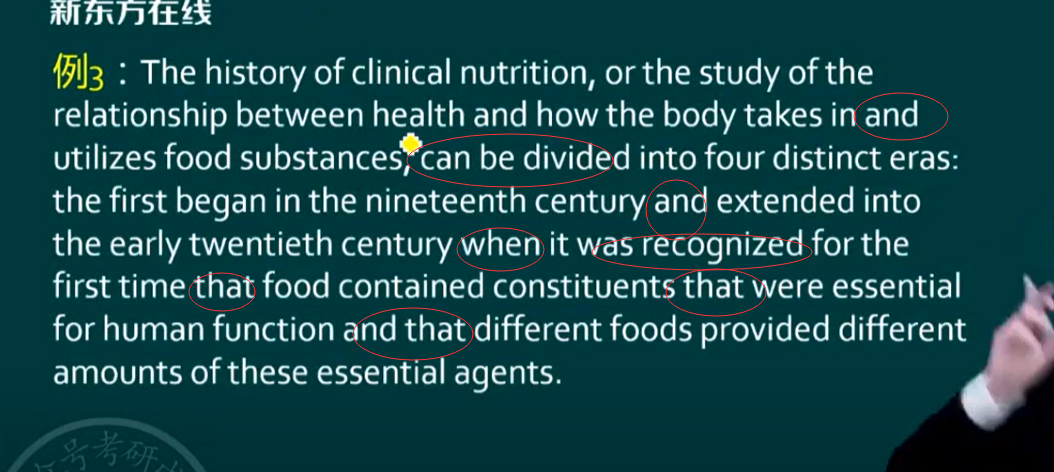 新东方在线
例3：The history of clinical nutrition, or the study of the
relationship between health and how the body takes in and
utilizes food substances, can be divided into four distinct eras:
the first began in the nineteenth century and extended into
the early twentieth century when it was recognized for the
first time that food contained constituents that were essential
for human function and that different foods provided different
amounts of these essential agents.
号考研